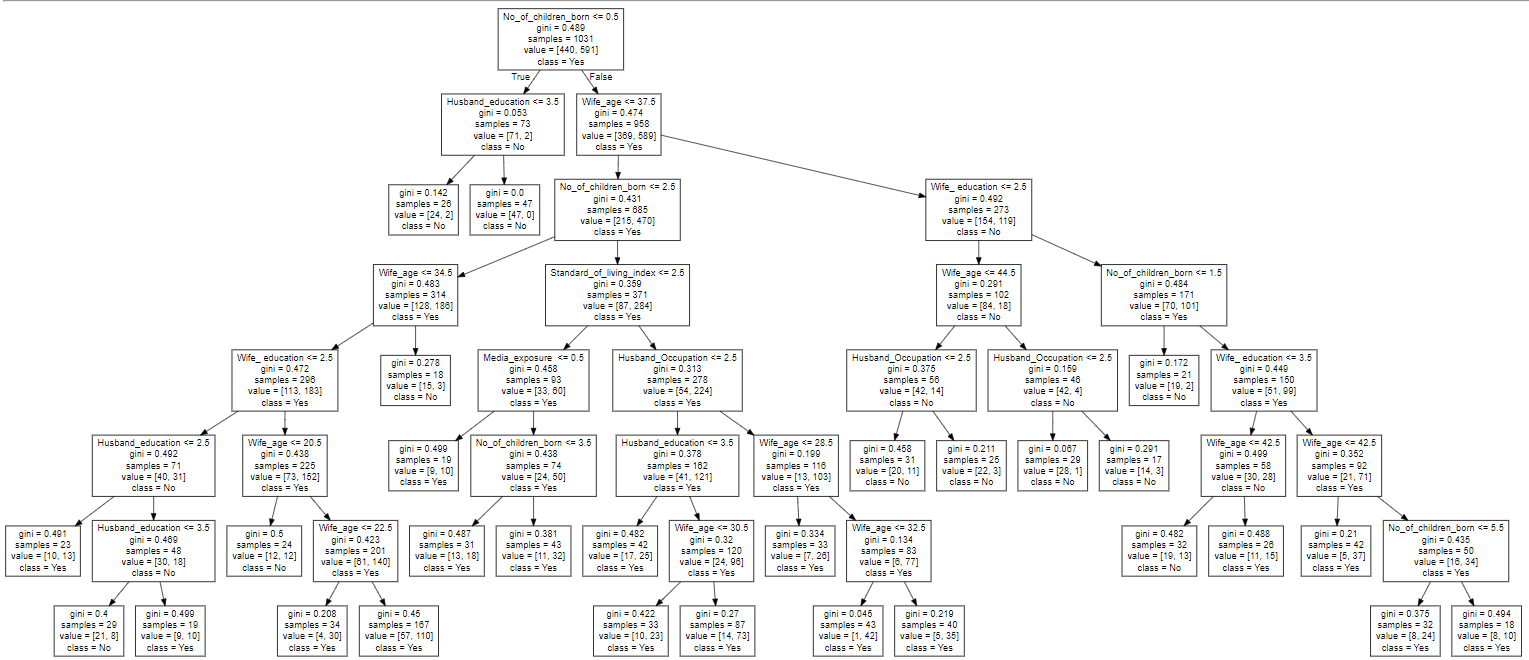 No_of_children_born <= 0.5
gini = 0.489
samples = 1031
value = [440, 591]
class = Yes
True
False
Husband_education <= 3.5
gini = 0.053
samples = 73
value = [71, 2]
class = No
Wife_age <= 37.5
gini = 0.474
samples = 958
value = [369, 589]
class = Yes
gini = 0.142
samples = 26
value = [24, 2]
class = No
gini = 0.0
samples = 47
value = [47, 0]
class = No
No_of_children_born <= 2.5
gini = 0.431
samples = 685
value = [215, 470]
class = Yes
Wife_ education <= 2.5
gini = 0.492
samples = 273
value = [154, 119]
class = No
Wife_age <= 34.5
gini = 0.483
samples = 314
value = [128, 186]
class = Yes
Standard_of_living_index <= 2.5
gini = 0.359
samples = 371
value = [87, 284]
class = Yes
Wife_age <= 44.5
gini = 0.291
samples = 102
value = [84, 18]
class = No
No_of_children_born <= 1.5
gini = 0.484
samples = 171
value = [70, 101]
class = Yes
Wife_ education <= 2.5
gini = 0.472
samples = 296
value = [113, 183]
class = Yes
gini = 0.278
samples = 18
value = [15, 3]
class = No
Media_exposure <= 0.5
gini = 0.458
samples = 93
value = [33, 60]
class = Yes
Husband_Occupation <= 2.5
gini = 0.313
samples = 278
value = [54, 224]
class = Yes
Husband_Occupation <= 2.5
gini = 0.375
samples = 56
value = [42, 14]
class = No
Husband_Occupation <= 2.5
gini = 0.159
samples = 46
value = [42, 4]
class = No
gini = 0.172
samples = 21
value = [19, 2]
class = No
Wife_ education <= 3.5
gini = 0.449
samples = 150
value = [51, 99]
class = Yes
Husband_education <= 2.5
gini = 0.492
samples = 71
value = [40, 31]
class = No
Wife_age <= 20.5
gini = 0.438
samples = 225
value = [73, 152]
class = Yes
gini = 0.499
samples = 19
value = [9, 10]
class = Yes
No_of_children_born <= 3.5
gini = 0.438
samples = 74
value = [24, 50]
class = Yes
Husband_education <= 3.5
gini = 0.378
samples = 162
value = [41, 121]
class = Yes
Wife_age <= 28.5
gini = 0.199
samples = 116
value = [13, 103]
class = Yes
gini = 0.458
samples = 31
value = [20, 11]
class = No
gini = 0.211
samples = 25
value = [22, 3]
class = No
gini = 0.067
samples = 29
value = [28, 1]
class = No
gini = 0.291
samples = 17
value = [14, 3]
class = No
Wife_age <= 42.5
gini = 0.499
samples = 58
value = [30, 28]
class = No
Wife_age <= 42.5
gini = 0.352
samples = 92
value = [21, 71]
class = Yes
gini = 0.491
samples = 23
value = [10, 13]
class = Yes
Husband_education <= 3.5
gini = 0.469
samples = 48
value = [30, 18]
class = No
gini = 0.5
samples = 24
value = [12, 12]
class = No
Wife_age <= 22.5
gini = 0.423
samples = 201
value = [61, 140]
class = Yes
gini = 0.487
samples = 31
value = [13, 18]
class = Yes
gini = 0.381
samples = 43
value = [11, 32]
class = Yes
gini = 0.482
samples = 42
value = [17, 25]
class = Yes
Wife_age <= 30.5
gini = 0.32
samples = 120
value = [24, 96]
class = Yes
gini = 0.334
samples = 33
value = [7, 26]
class = Yes
Wife_age <= 32.5
gini = 0.134
samples = 83
value = [6, 77]
class = Yes
gini = 0.482
samples = 32
value = [19, 13]
class = No
gini = 0.488
samples = 26
value = [11, 15]
class = Yes
gini = 0.21
samples = 42
value = [5, 37]
class = Yes
No_of_children_born <= 5.5
gini = 0.435
samples = 50
value = [16, 34]
class = Yes
gini = 0.4
samples = 29
value = [21, 8]
class = No
gini = 0.499
samples = 19
value = [9, 10]
class = Yes
gini = 0.208
samples = 34
value = [4, 30]
class = Yes
gini = 0.45
samples = 167
value = [57, 110]
class = Yes
gini = 0.422
samples = 33
value = [10, 23]
class = Yes
gini = 0.27
samples = 87
value = [14, 73]
class = Yes
gini = 0.045
samples = 43
value = [1, 42]
class = Yes
gini = 0.219
samples = 40
value = [5, 35]
class = Yes
gini = 0.375
samples = 32
value = [8, 24]
class = Yes
gini = 0.494
samples = 18
value = [8, 10]
class = Yes